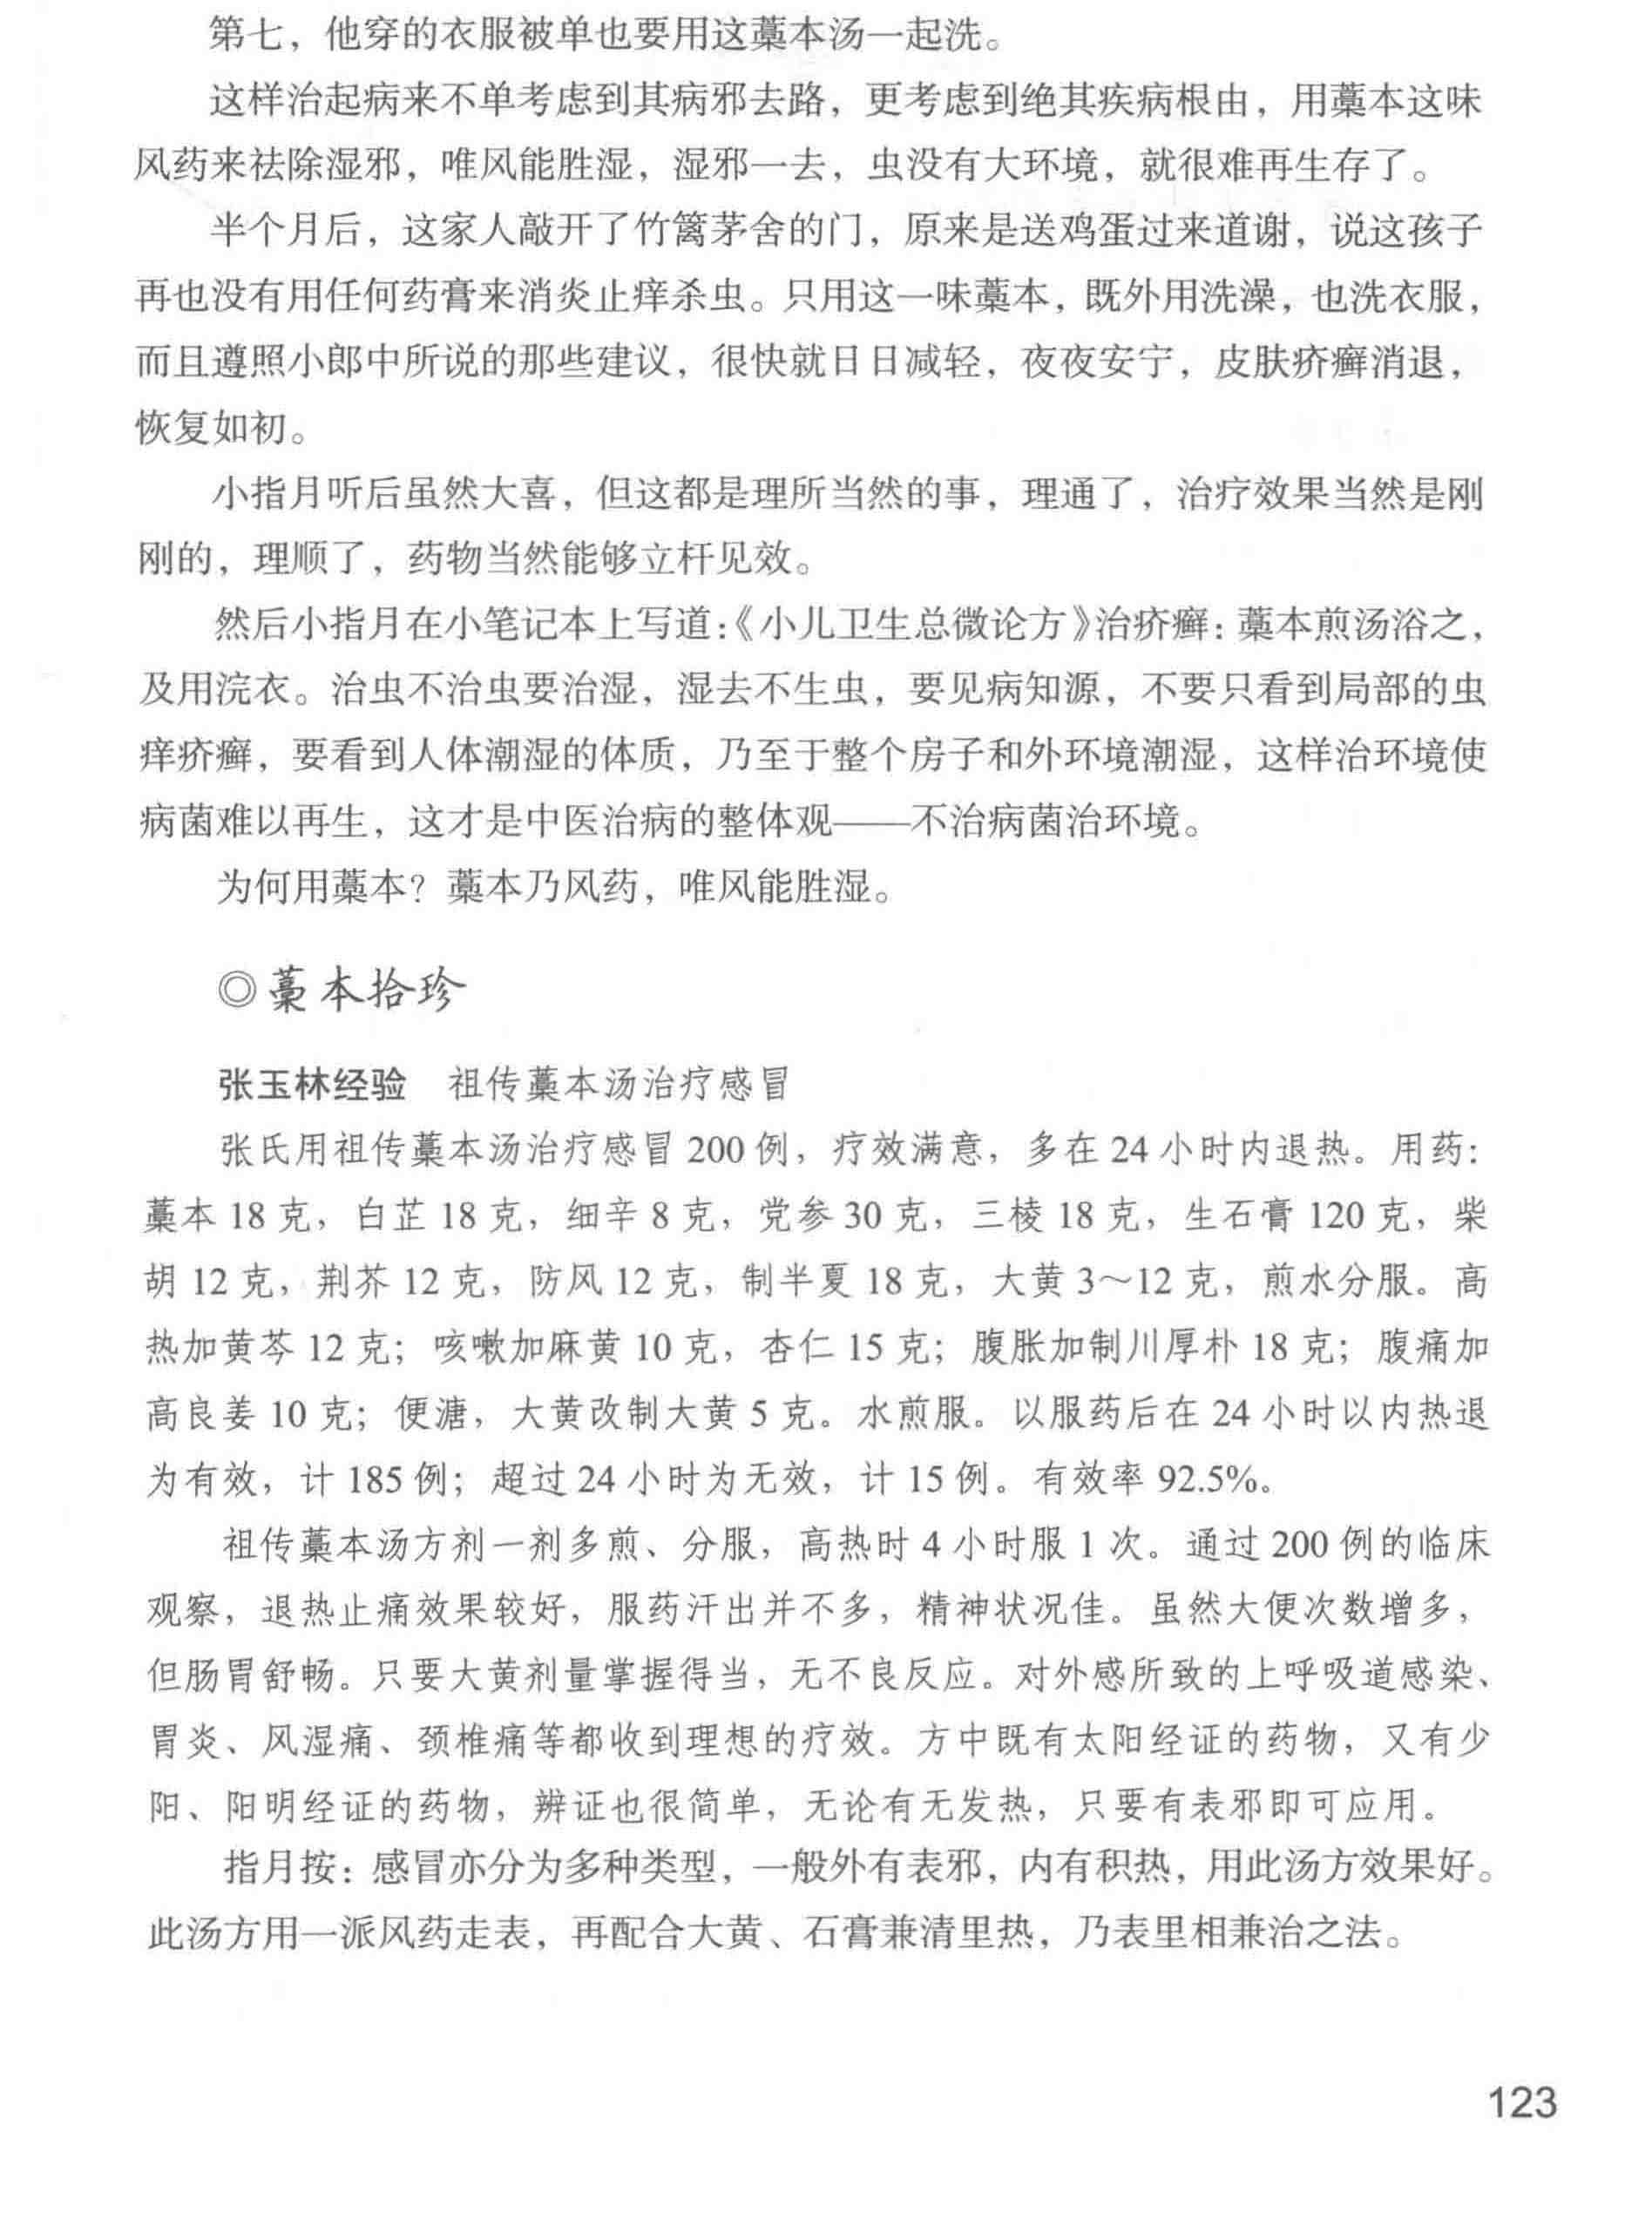 第七，他穿的衣服被单也要用这藁本汤一起洗。
这样治起病来不单考虑到其病邪去路，更考虑到绝其疾病根由，用藁本这味
风药来祛除湿邪，唯风能胜湿，湿邪一去，虫没有大环境，就很难再生存了。
半个月后，这家人敲开了竹篱茅舍的门，原来是送鸡蛋过来道谢，说这孩子
再也没有用任何药膏来消炎止痒杀虫。只用这一味藁本，既外用洗澡，也洗衣服，
而且遵照小郎中所说的那些建议，很快就日日减轻，夜夜安宁，皮肤疥癣消退，
恢复如初。
小指月听后虽然大喜，但这都是理所当然的事，理通了，治疗效果当然是刚
刚的，理顺了，药物当然能够立杆见效。
然后小指月在小笔记本上写道：《小儿卫生总微论方》治疥癣：藁本煎汤浴之，
及用浣衣。治虫不治虫要治湿，湿去不生虫，要见病知源，不要只看到局部的虫
痒疥癣，要看到人体潮湿的体质，乃至于整个房子和外环境潮湿，这样治环境使
病菌难以再生，这才是中医治病的整体观——不治病菌治环境。
为何用藁本？藁本乃风药，唯风能胜湿。
◎藁本拾珍
张玉林经验　祖传藁本汤治疗感冒
张氏用祖传藁本汤治疗感冒 200 例，疗效满意，多在 24 小时内退热。用药：
藁本 18 克，白芷 18 克，细辛 8 克，党参 30 克，三棱 18 克，生石膏 120 克，柴
胡 12 克，荆芥 12 克，防风 12 克，制半夏 18 克，大黄 3～12 克，煎水分服。高
热加黄芩 12 克；咳嗽加麻黄 10 克，杏仁 15 克；腹胀加制川厚朴 18 克；腹痛加
高良姜 10 克；便溏，大黄改制大黄 5 克。水煎服。以服药后在 24 小时以内热退
为有效，计 185 例；超过 24 小时为无效，计 15 例。有效率 92.5%。
祖传藁本汤方剂一剂多煎、分服，高热时 4 小时服 1 次。通过 200 例的临床
观察，退热止痛效果较好，服药汗出并不多，精神状况佳。虽然大便次数增多，
但肠胃舒畅。只要大黄剂量掌握得当，无不良反应。对外感所致的上呼吸道感染、
胃炎、风湿痛、颈椎痛等都收到理想的疗效。方中既有太阳经证的药物，又有少
阳、阳明经证的药物，辨证也很简单，无论有无发热，只要有表邪即可应用。
指月按：感冒亦分为多种类型，一般外有表邪，内有积热，用此汤方效果好。
此汤方用一派风药走表，再配合大黄、石膏兼清里热，乃表里相兼治之法。
123